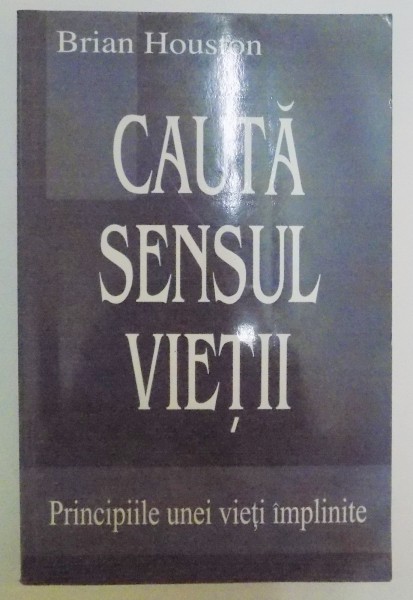 Brian Houston
CAUTĂ
SENSUL
VIEȚII
Principiile unei vieți împlinite